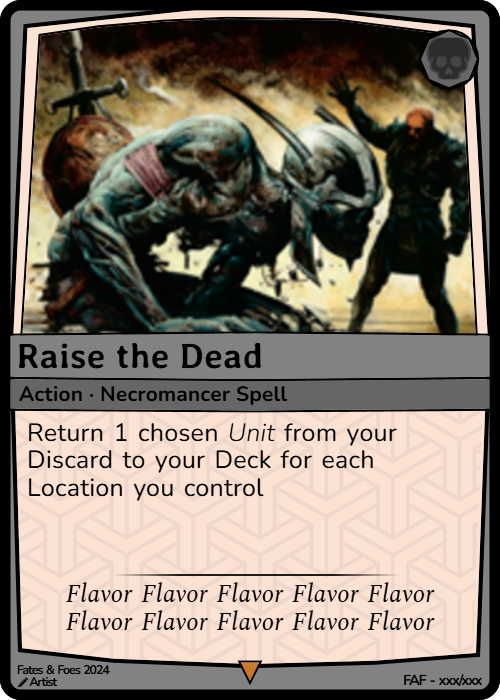 Raise the Dead
Action · Necromancer Spell
Return 1 chosen Unit from your
Discard to your Deck for each
Location you control
Flavor Flavor Flavor Flavor Flavor
Flavor Flavor Flavor Flavor Flavor
Fates & Foes 2024
Artist
FAF - xxx/xxx